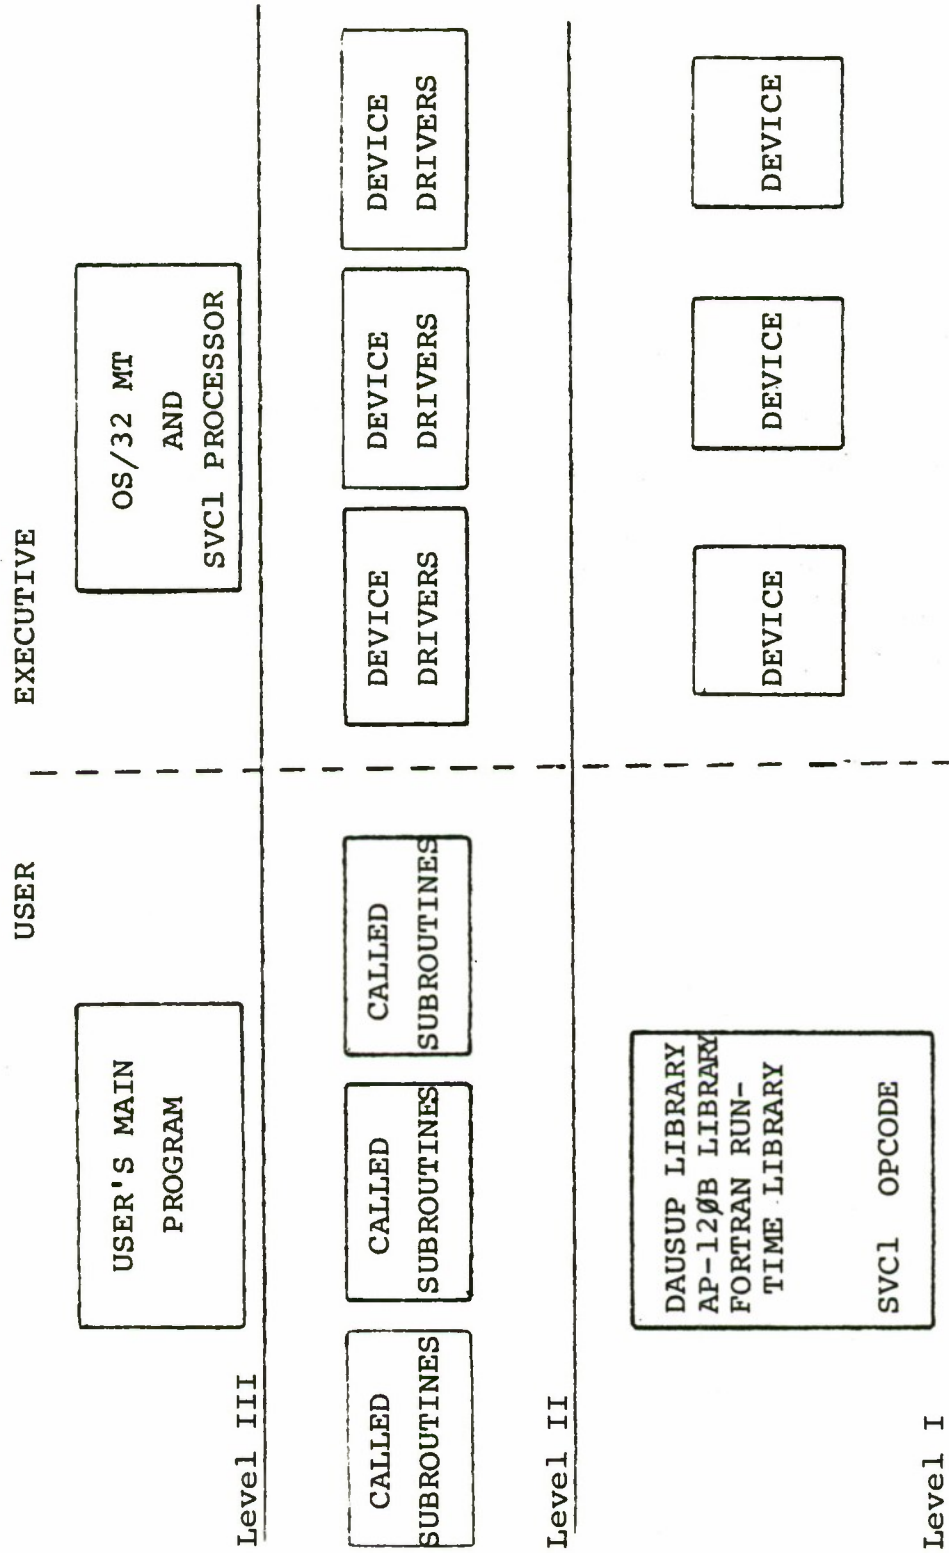 USER
EXECUTIVE
USER'S MAIN
PROGRAM
OS/32 MT
AND
SVC1 PROCESSOR
Level III
CALLED
SUBROUTINES
CALLED
SUBROUTINES
CALLED
SUBROUTINES
DEVICE
DRIVERS
DEVICE
DRIVERS
DEVICE
DRIVERS
Level II
DAUSUP LIBRARY
AP-12ØB LIBRARY
FORTRAN RUN-
TIME LIBRARY
SVC1 OPCODE
DEVICE
DEVICE
DEVICE
Level I